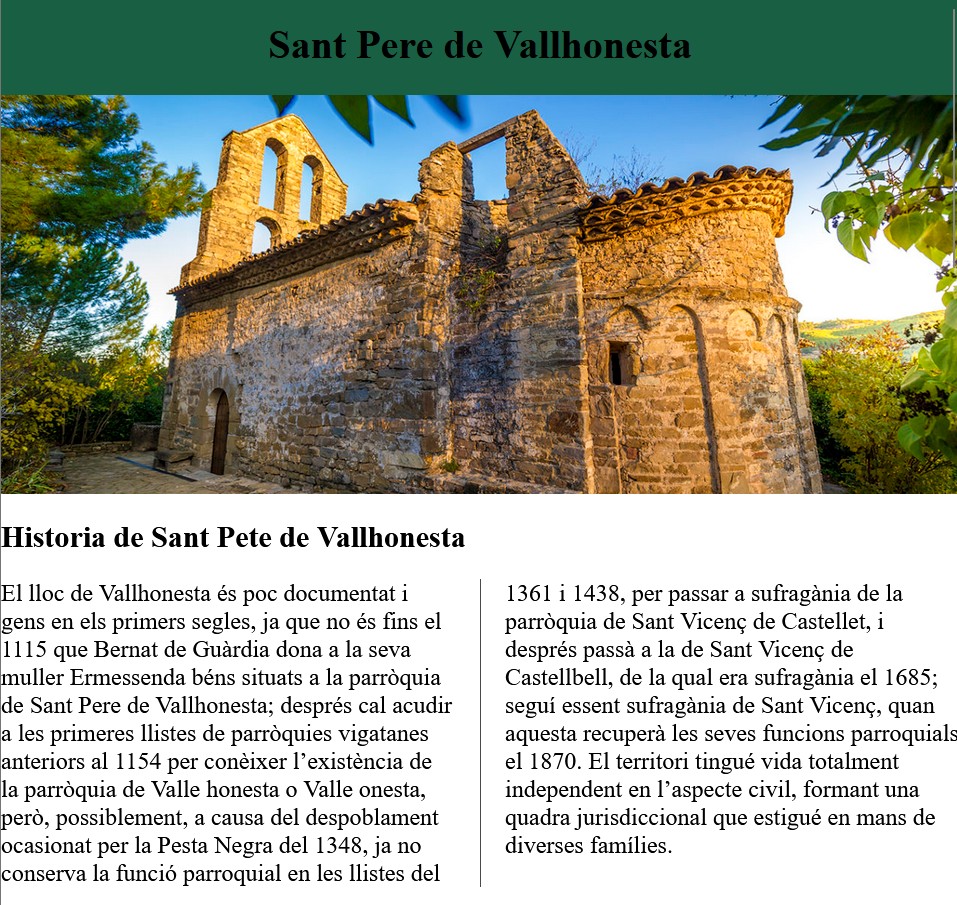 Sant Pere de Vallhonesta
Historia de Sant Pete de Vallhonesta
El lloc de Vallhonesta és poc documentat i
gens en els primers segles, ja que no és fins el
1115 que Bernat de Guàrdia dona a la seva
muller Ermessenda béns situats a la parròquia
de Sant Pere de Vallhonesta; després cal acudir
a les primeres llistes de parròquies vigatanes
anteriors al 1154 per conèixer l’existència de
la parròquia de Valle honesta o Valle onesta,
però, possiblement, a causa del despoblament
ocasionat per la Pesta Negra del 1348, ja no
conserva la funció parroquial en les llistes del
1361 i 1438, per passar a sufragània de la
parròquia de Sant Vicenç de Castellet, i
després passà a la de Sant Vicenç de
Castellbell, de la qual era sufragània el 1685;
seguí essent sufragània de Sant Vicenç, quan
aquesta recuperà les seves funcions parroquials
el 1870. El territori tingué vida totalment
independent en l’aspecte civil, formant una
quadra jurisdiccional que estigué en mans de
diverses famílies.